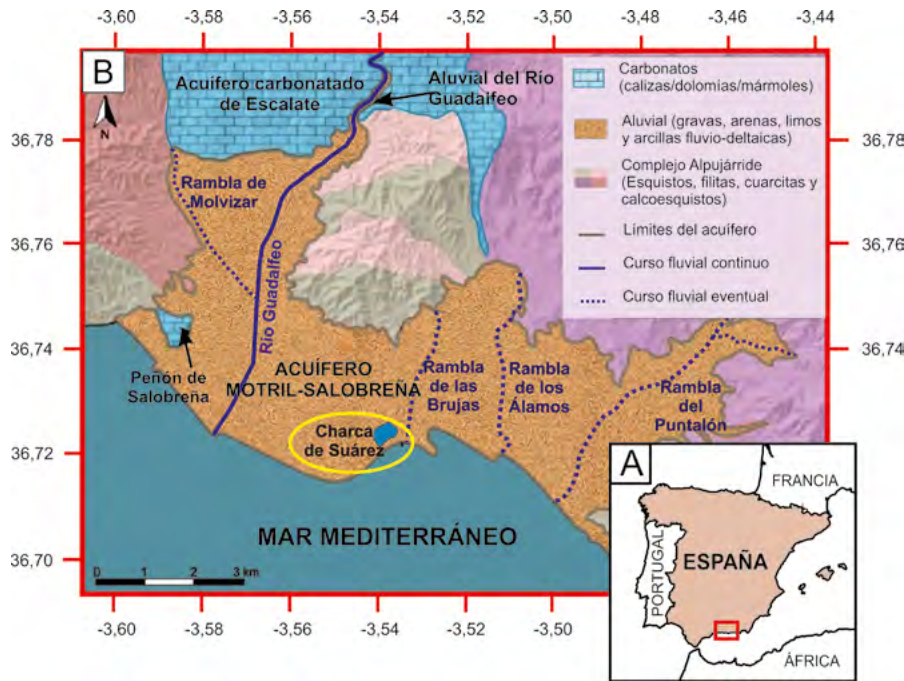 -3,60
-3,58
-3,56
-3,54
-3,52
-3,50
-3,48
-3,46
-3,44
B
N
Acuífero carbonatado
de Escalate
Aluvial del Río
Guadalfeo
Carbonatos
(calizas/dolomías/mármoles)
Aluvial (gravas, arenas, limos
y arcillas fluvio-deltaicas)
Complejo Alpujárride
(Esquistos, filitas, cuarcitas y
calcoesquistos)
Límites del acuífero
Curso fluvial continuo
Curso fluvial eventual
36,78
36,76
36,74
36,72
36,70
36,78
36,76
36,74
Rambla de
Molvizar
Río Guadalfeo
Peñón de
Salobreña
ACUÍFERO
MOTRIL-SALOBREÑA
Rambla
de las
Brujas
Rambla
de los
Álamos
Rambla
del
Puntalón
Charca
de Suárez
MAR MEDITERRÁNEO
0 1 2 3 km
A
FRANCIA
PORTUGAL
ESPAÑA
ÁFRICA
-3,60
-3,58
-3,56
-3,54
-3,52
-3,50